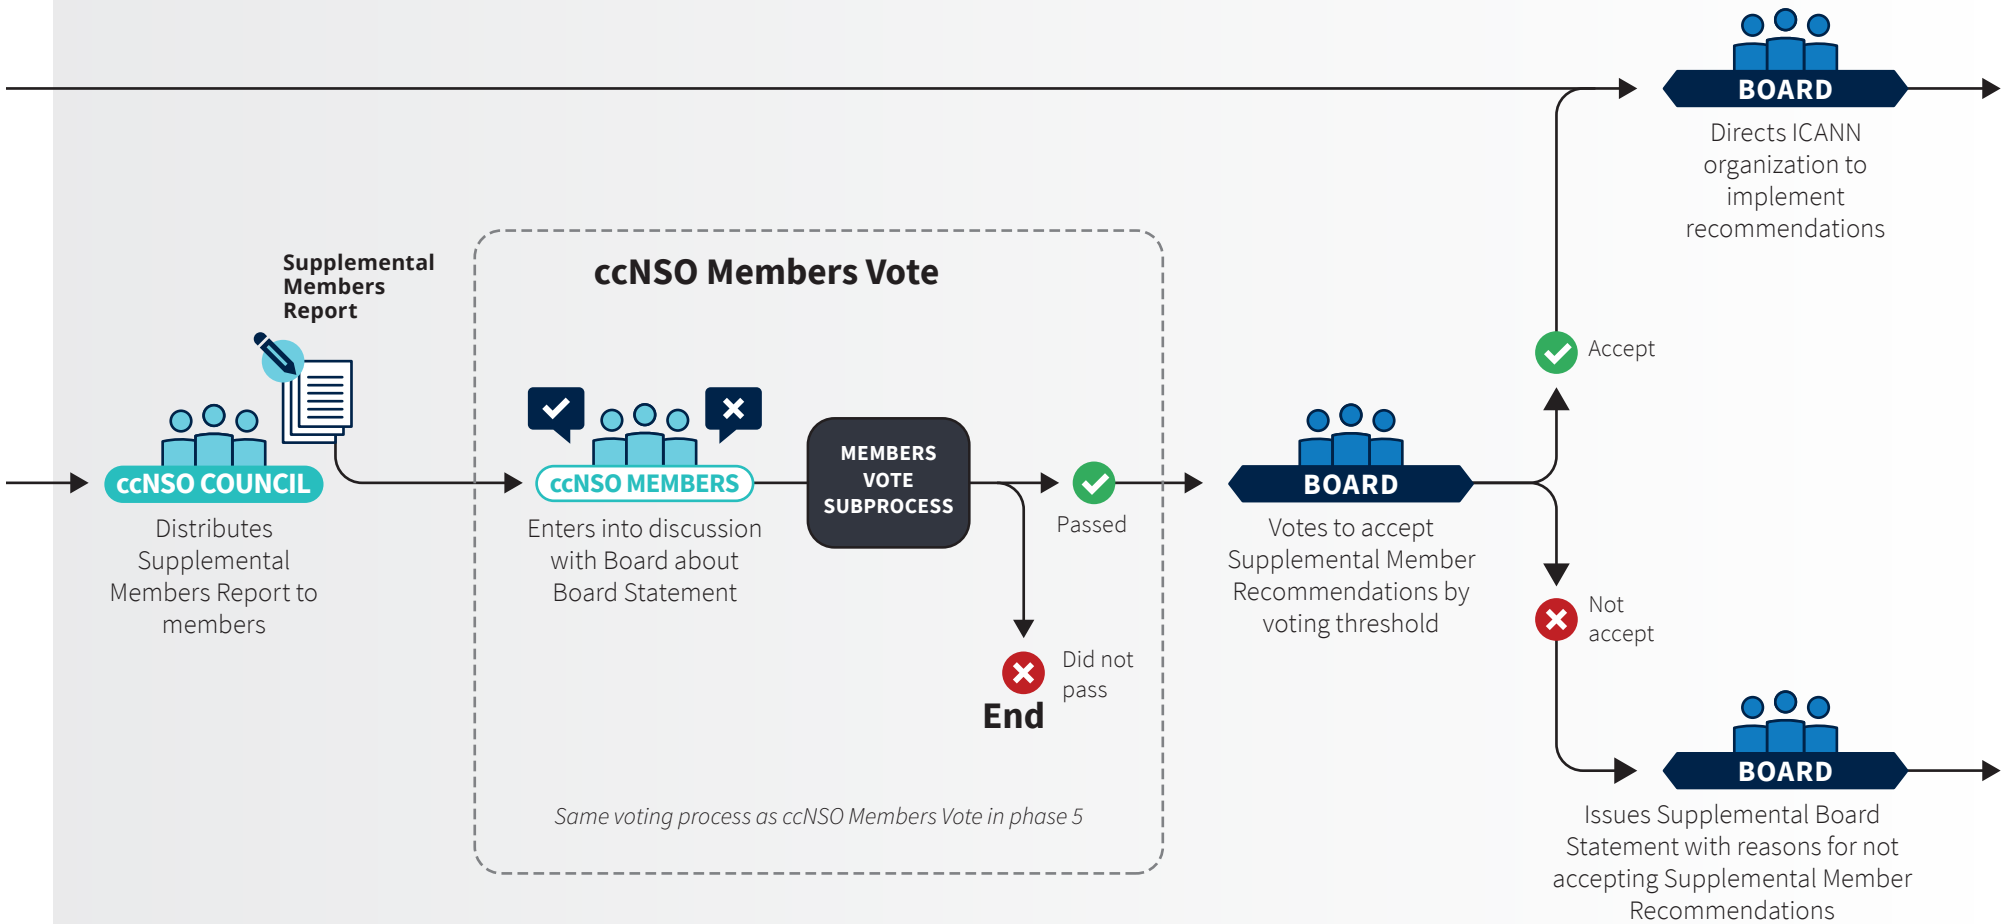 BOARD
Directs ICANN
organization to
implement
recommendations
Supplemental
Members
Report
ccNSO COUNCIL
Distributes
Supplemental
Members Report to
members
ccNSO Members Vote
ccNSO MEMBERS
Enters into discussion
with Board about
Board Statement
MEMBERS
VOTE
SUBPROCESS
Passed
Did not
pass
End
Same voting process as ccNSO Members Vote in phase 5
BOARD
Votes to accept
Supplemental Member
Recommendations by
voting threshold
Accept
Not
accept
BOARD
Issues Supplemental Board
Statement with reasons for not
accepting Supplemental Member
Recommendations